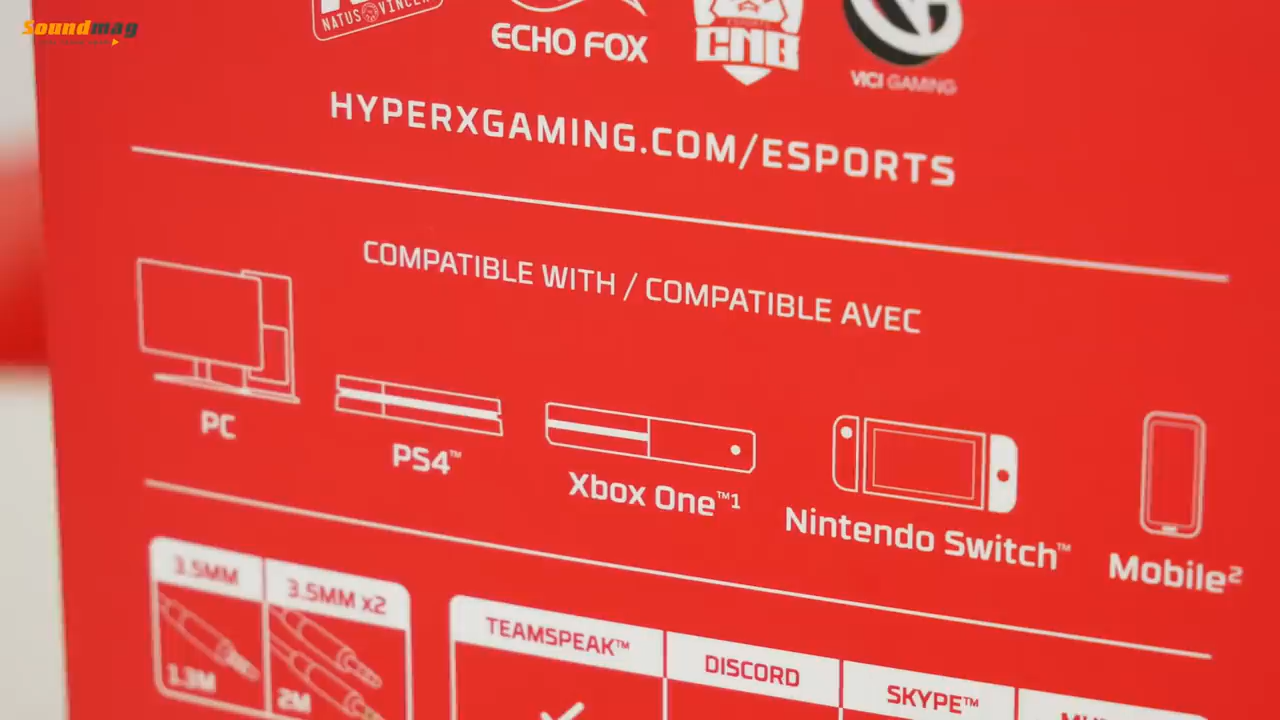 Soundmag
NATUS VINCERE
ECHO FOX
ESPORTS
CNB
VICI GAMING
HYPERXGAMING.COM/ESPORTS
COMPATIBLE WITH / COMPATIBLE AVEC
PC
PS4™
Xbox One™1
Nintendo Switch™
Mobile²
3.5MM
3.5MM x2
1.3M
2M
TEAMSPEAK™
DISCORD
SKYPE™